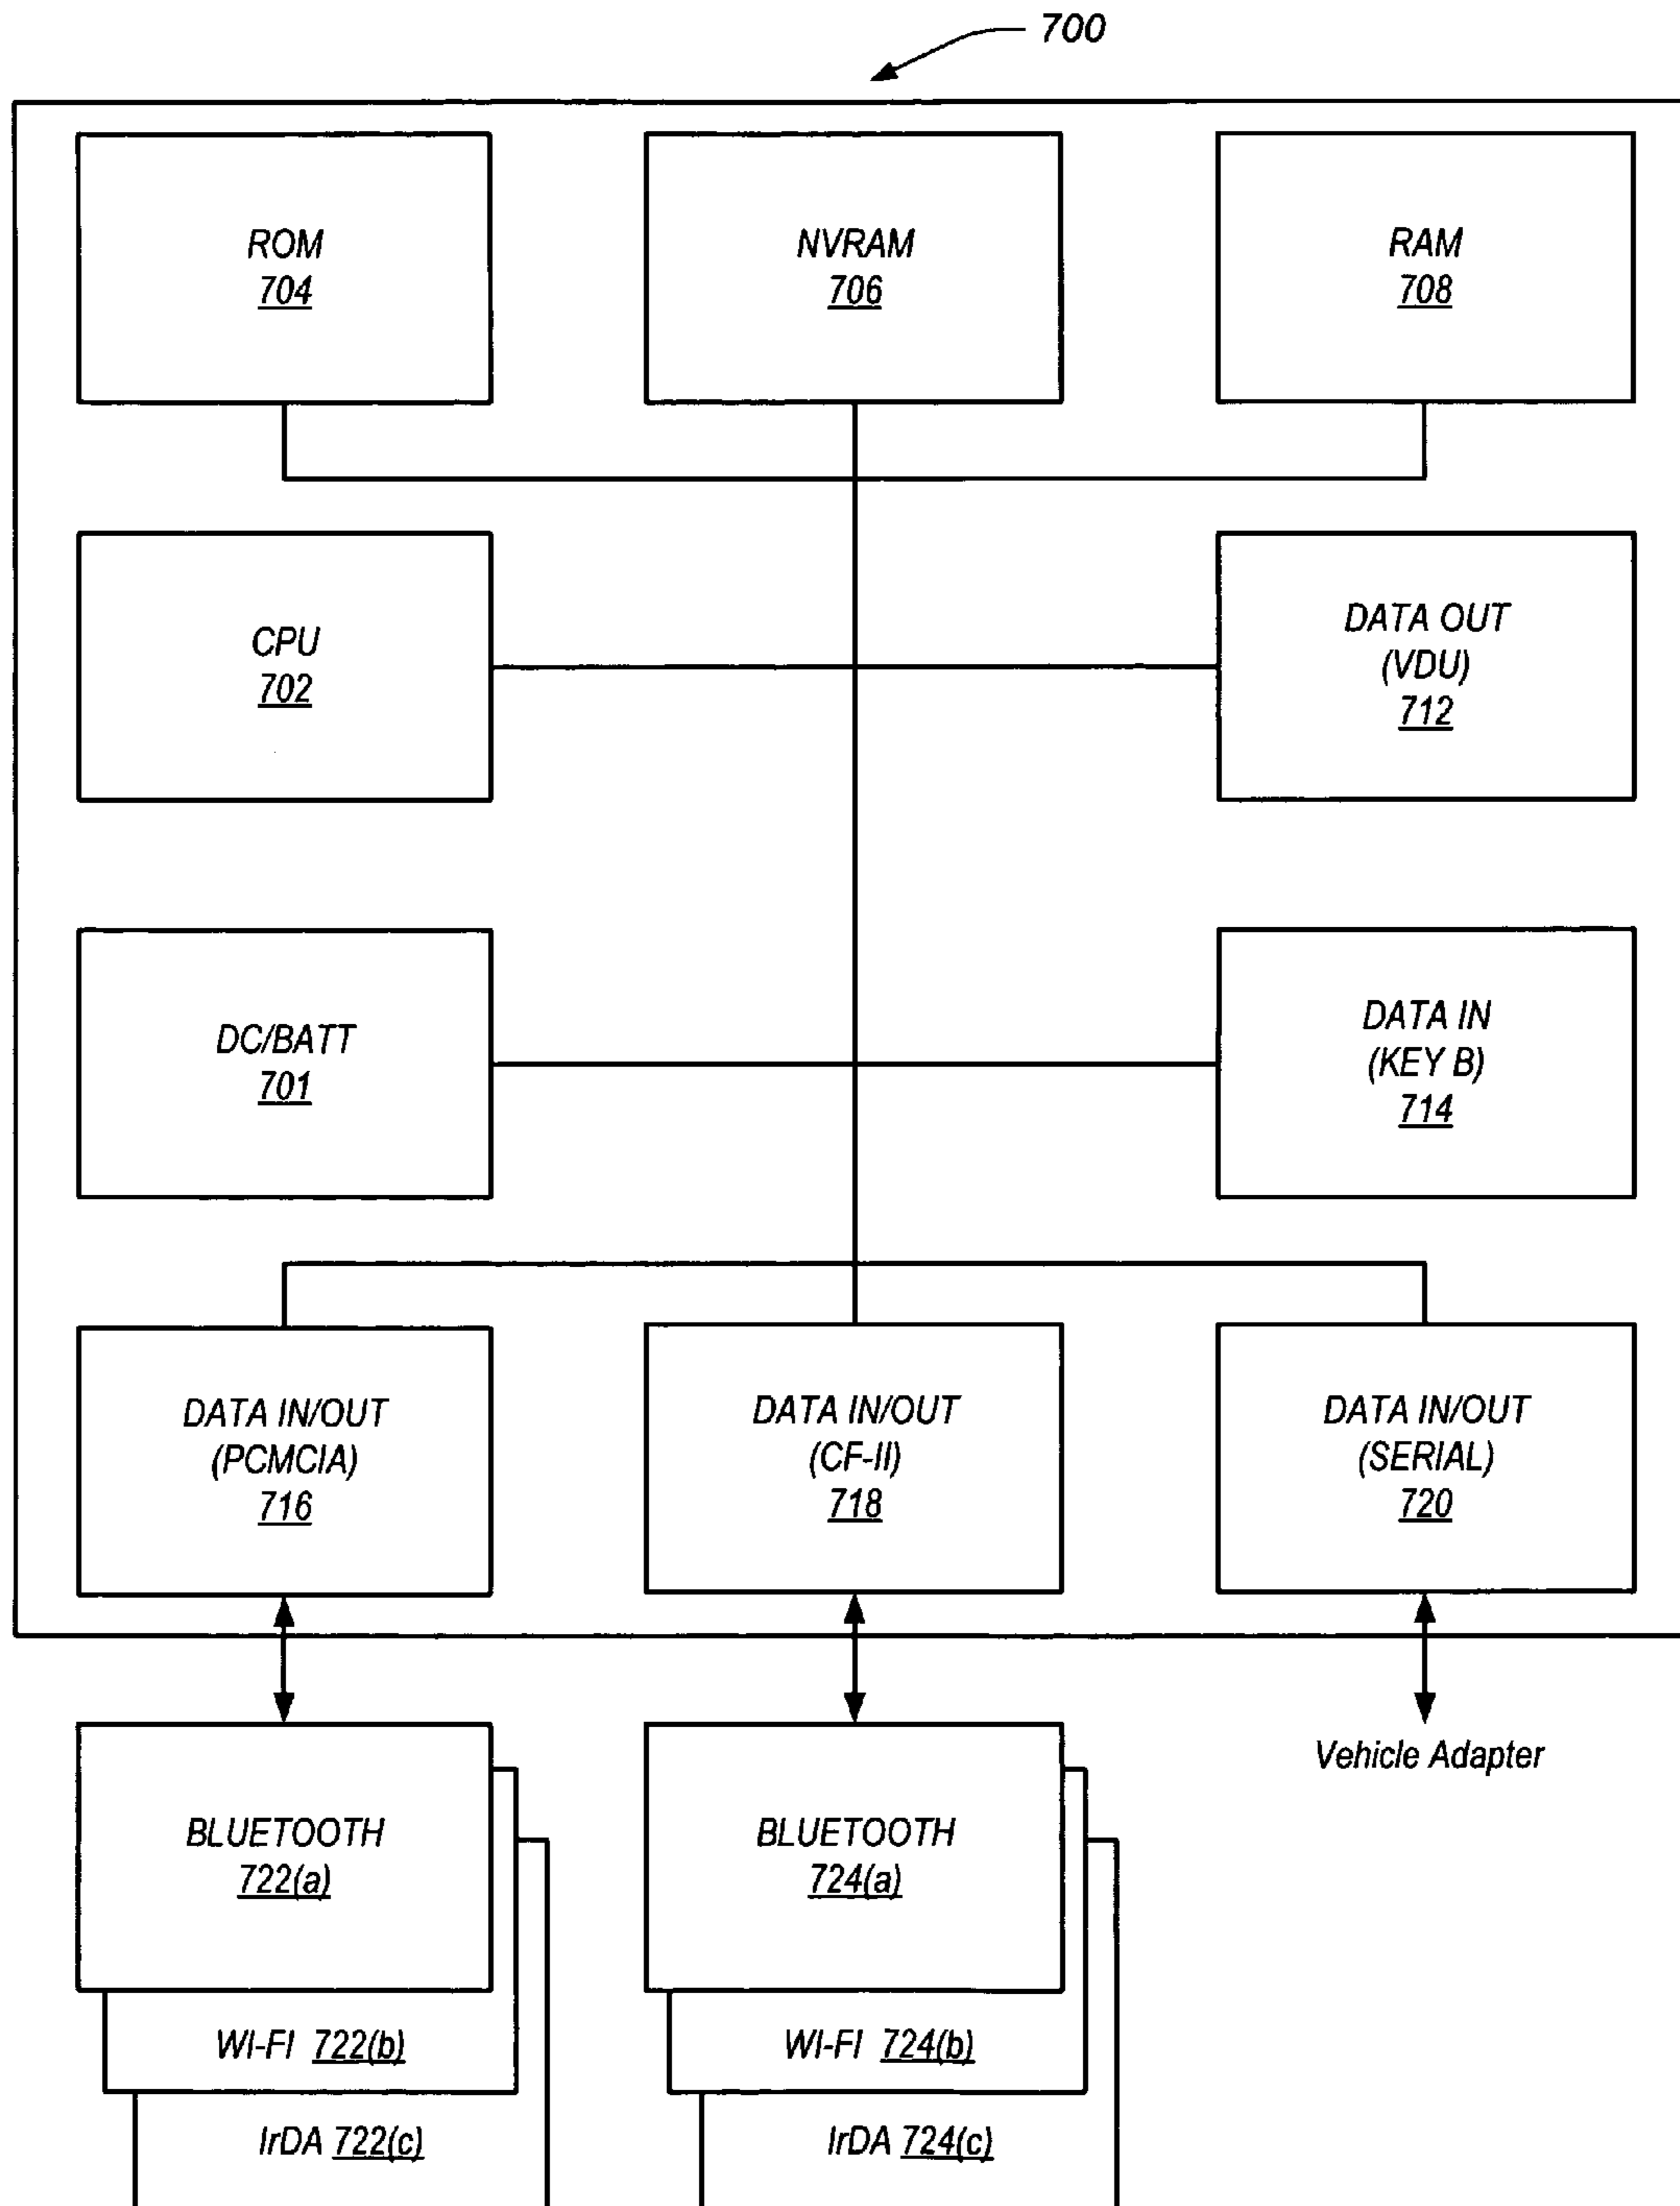 700
ROM
704
NVRAM
706
RAM
708
CPU
702
DATA OUT
(VDU)
712
DC/BATT
701
DATA IN
(KEY B)
714
DATA IN/OUT
(PCMCIA)
716
DATA IN/OUT
(CF-II)
718
DATA IN/OUT
(SERIAL)
720
Vehicle Adapter
BLUETOOTH
722(a)
BLUETOOTH
724(a)
WI-FI 722(b)
WI-FI 724(b)
IrDA 722(c)
IrDA 724(c)